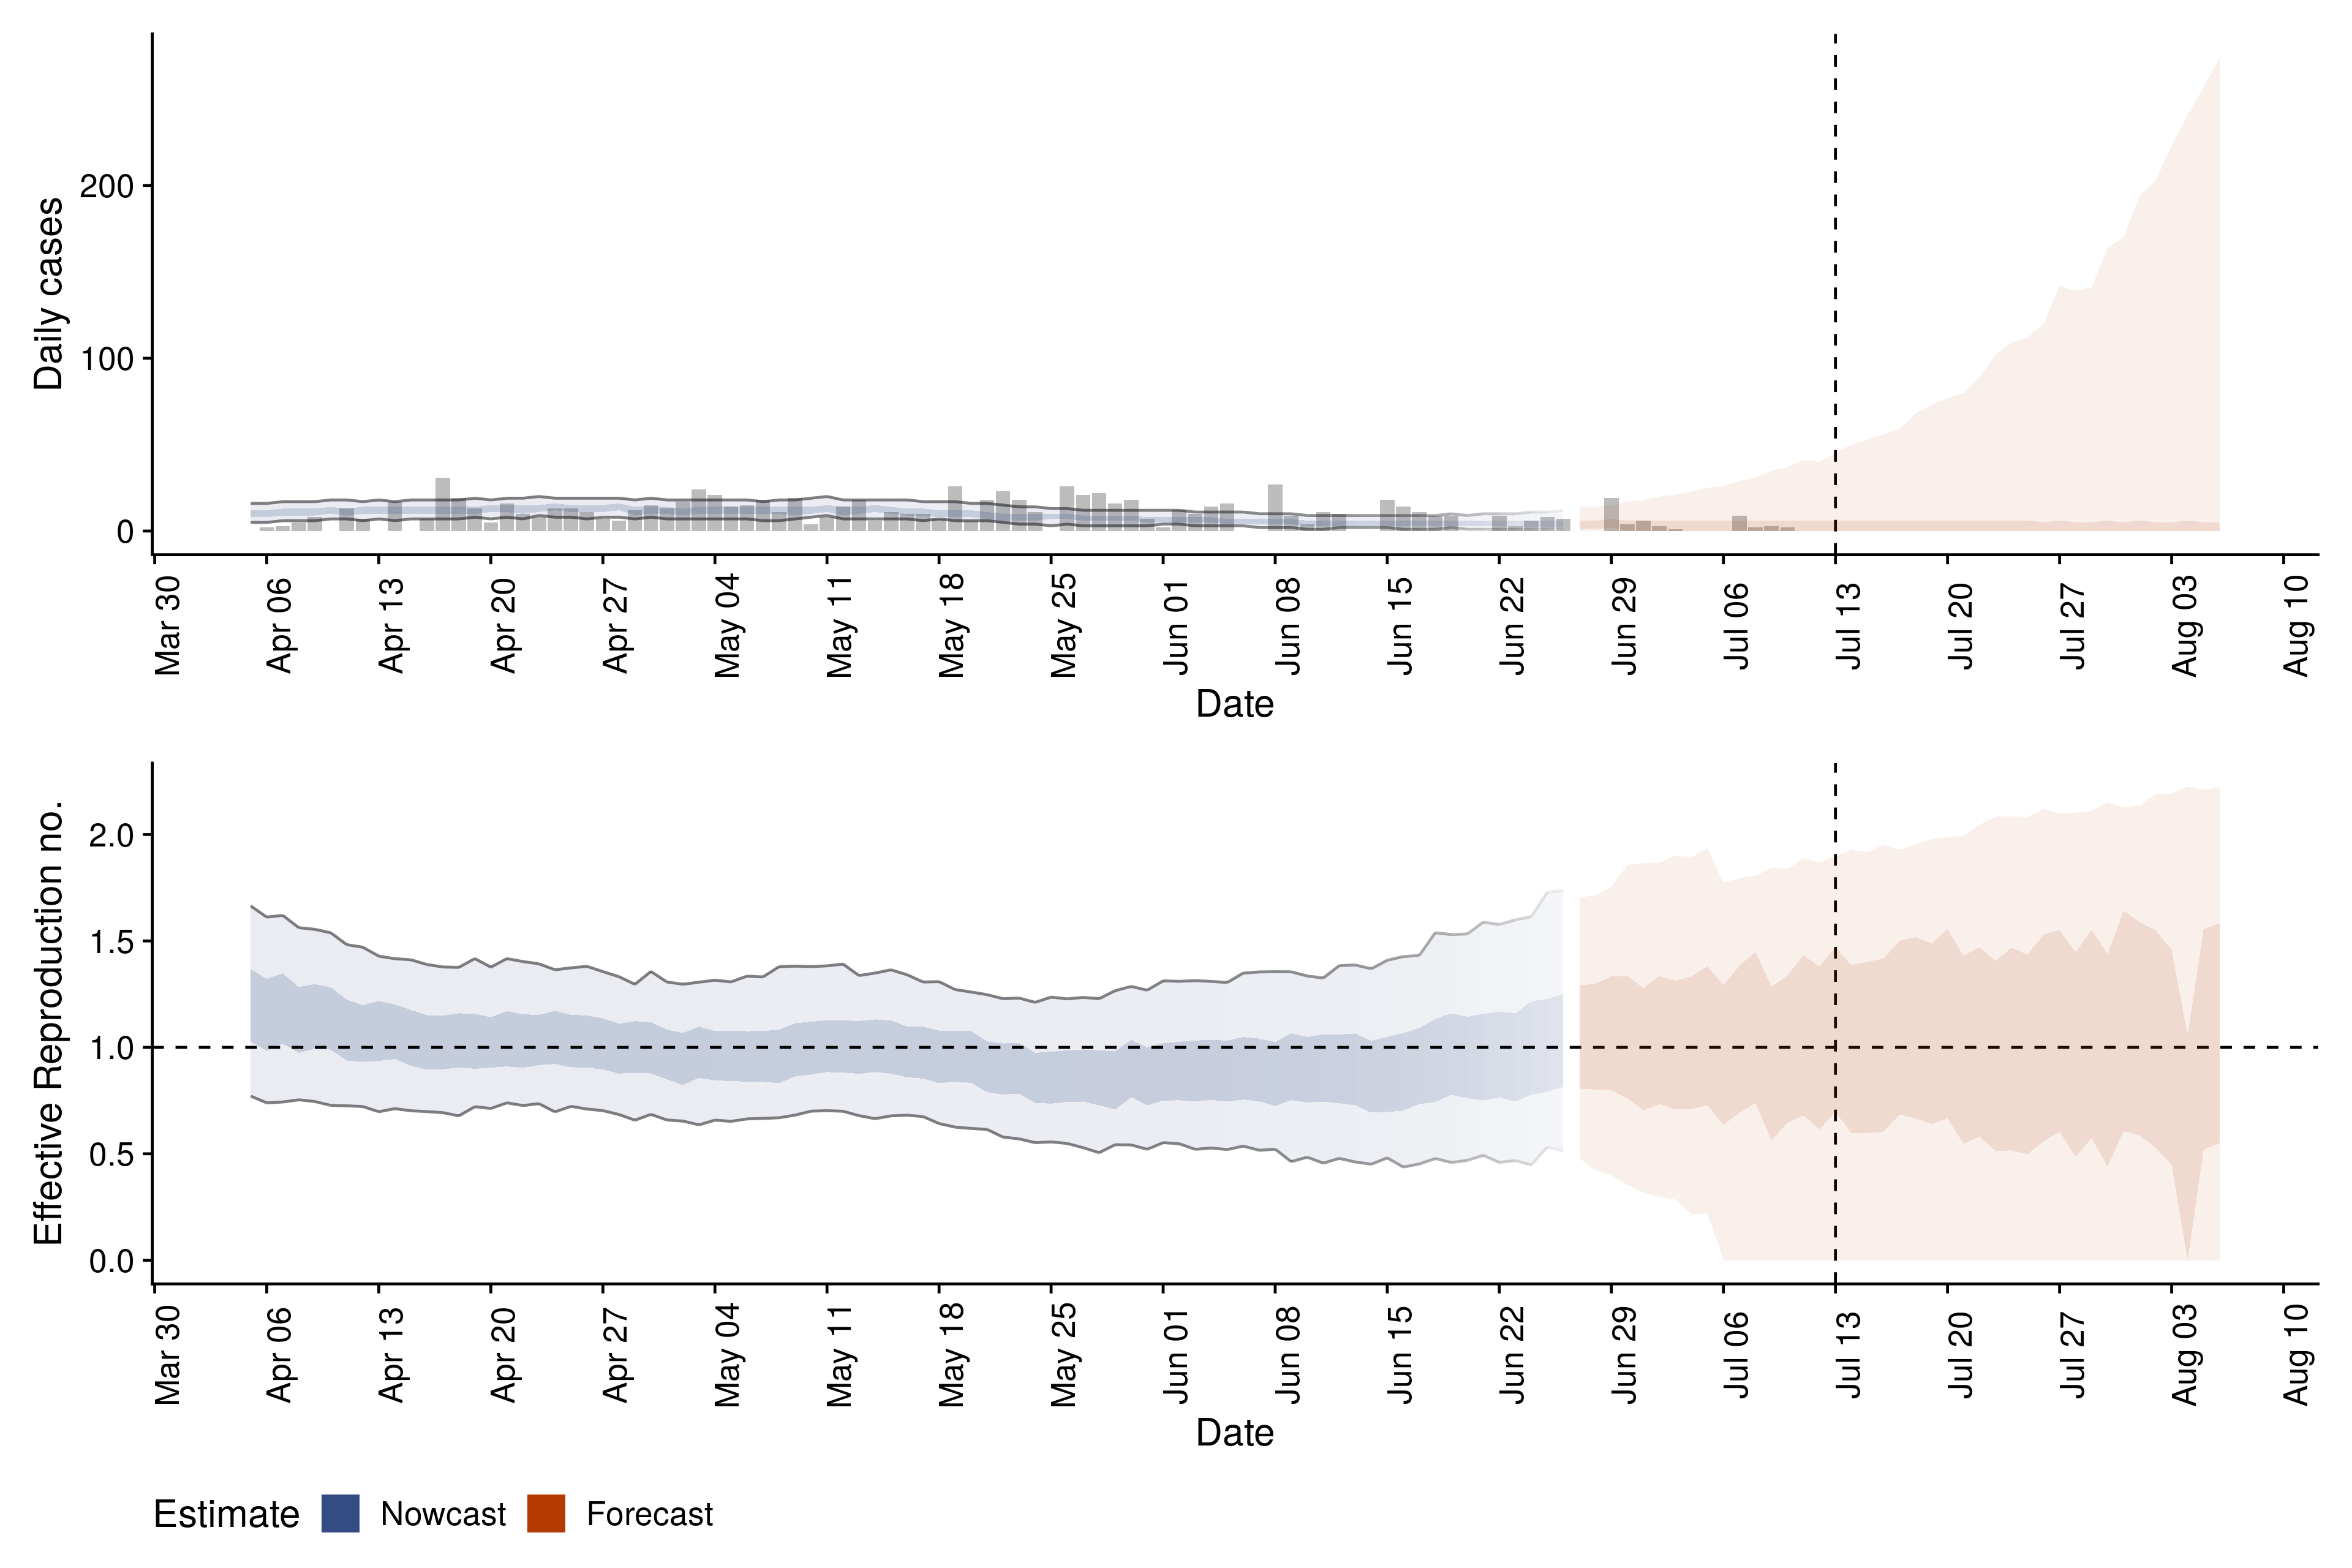 Daily cases
200
100
0
Mar 30 Apr 06 Apr 13 Apr 20 Apr 27 May 04 May 11 May 18 May 25 Jun 01 Jun 08 Jun 15 Jun 22 Jun 29 Jul 06 Jul 13 Jul 20 Jul 27 Aug 03 Aug 10
Date
Effective Reproduction no.
2.0
1.5
1.0
0.5
0.0
Mar 30 Apr 06 Apr 13 Apr 20 Apr 27 May 04 May 11 May 18 May 25 Jun 01 Jun 08 Jun 15 Jun 22 Jun 29 Jul 06 Jul 13 Jul 20 Jul 27 Aug 03 Aug 10
Date
Estimate Nowcast Forecast